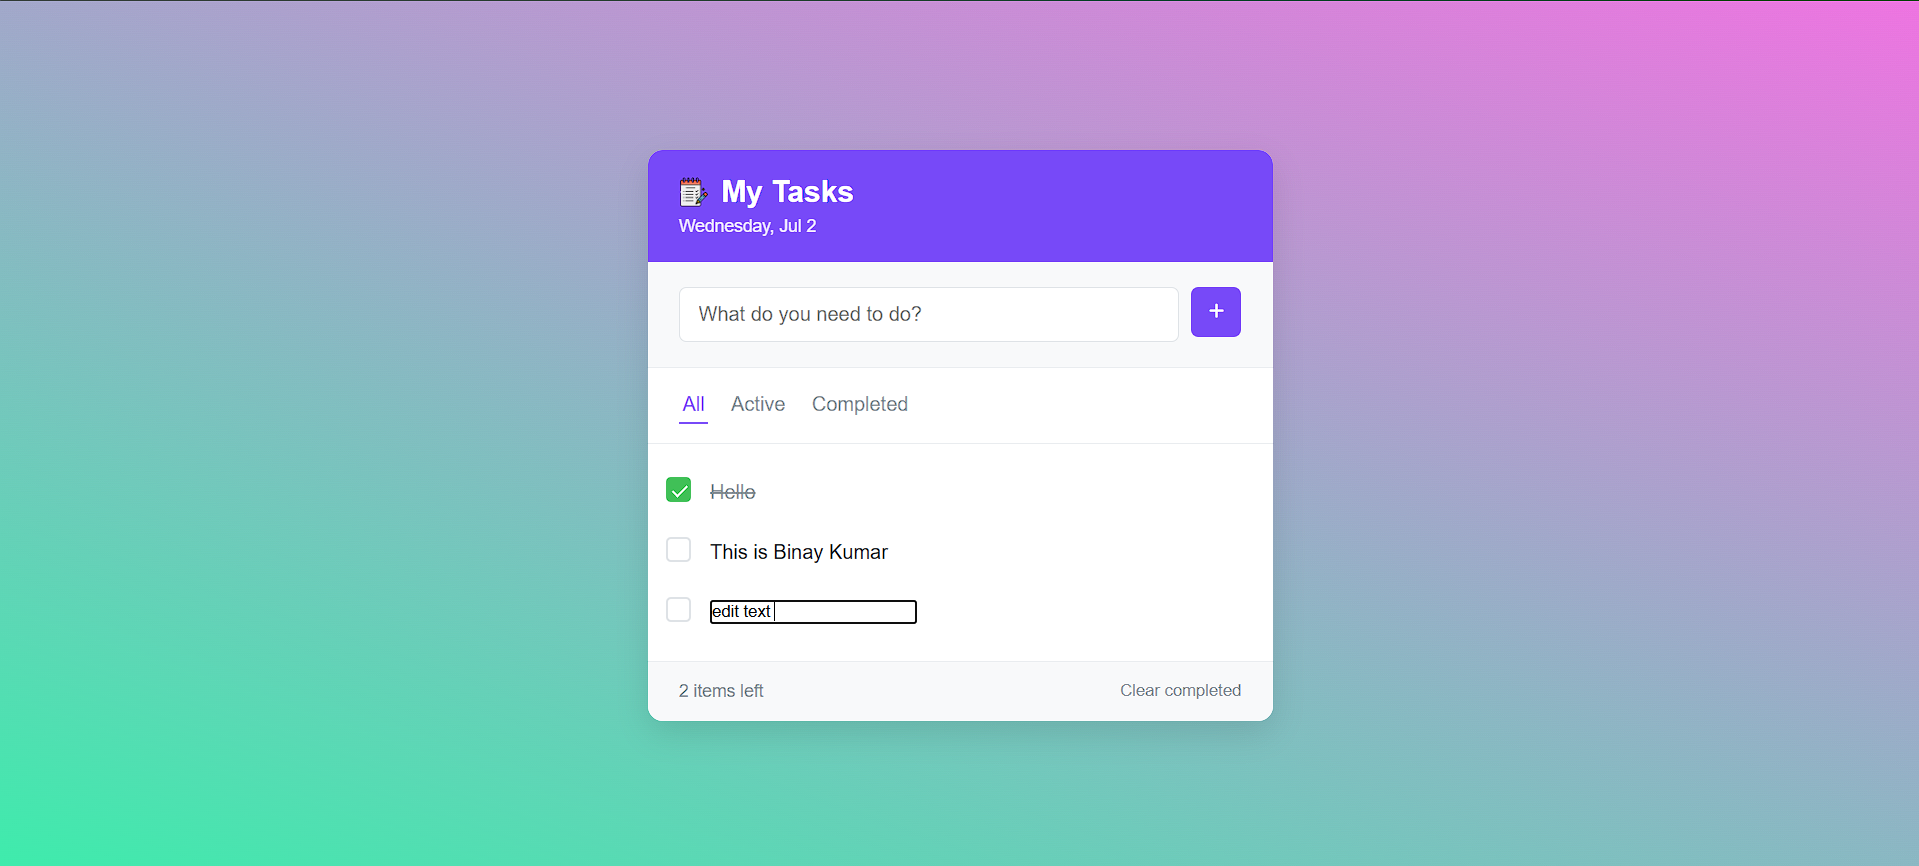 My Tasks
Wednesday, Jul 2
What do you need to do?
+
All Active Completed
Hello
This is Binay Kumar
edit text
2 items left Clear completed